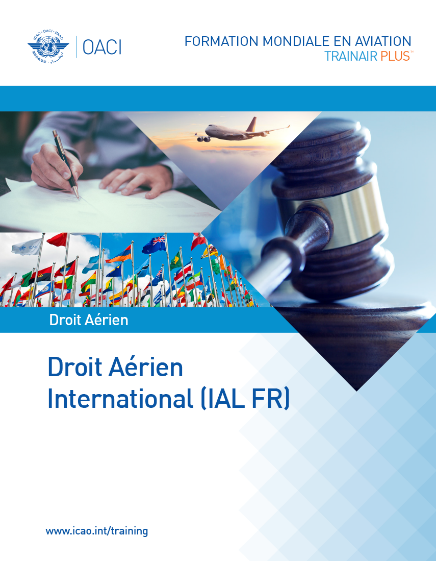 OACI
FORMATION MONDIALE EN AVIATION
TRAINAIR PLUS
Droit Aérien
Droit Aérien
International (IAL FR)
www.icao.int/training